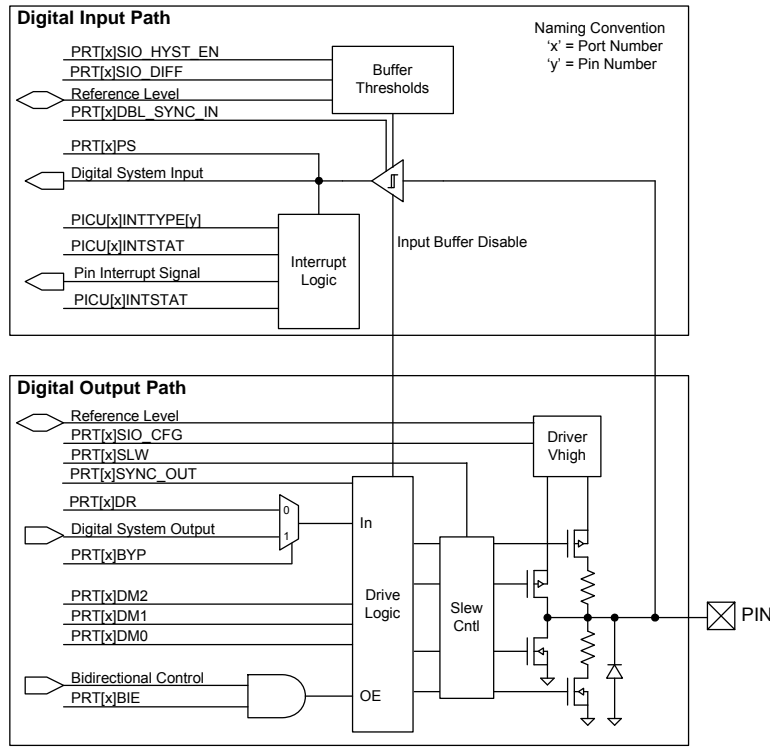 Digital Input Path
Naming Convention
'x' = Port Number
'y' = Pin Number
PRT[x]SIO_HYST_EN
PRT[x]SIO_DIFF
Reference Level
PRT[x]DBL_SYNC_IN
Buffer
Thresholds
PRT[x]PS
Digital System Input
PICU[x]INTTYPE[y]
PICU[x]INTSTAT
Pin Interrupt Signal
PICU[x]INTSTAT
Interrupt
Logic
Input Buffer Disable
Digital Output Path
Reference Level
PRT[x]SIO_CFG
PRT[x]SLW
PRT[x]SYNC_OUT
Driver
Vhigh
PRT[x]DR
Digital System Output
PRT[x]BYP
0
1
In
PRT[x]DM2
PRT[x]DM1
PRT[x]DM0
Drive
Logic
Slew
Cntl
PIN
Bidirectional Control
PRT[x]BIE
OE